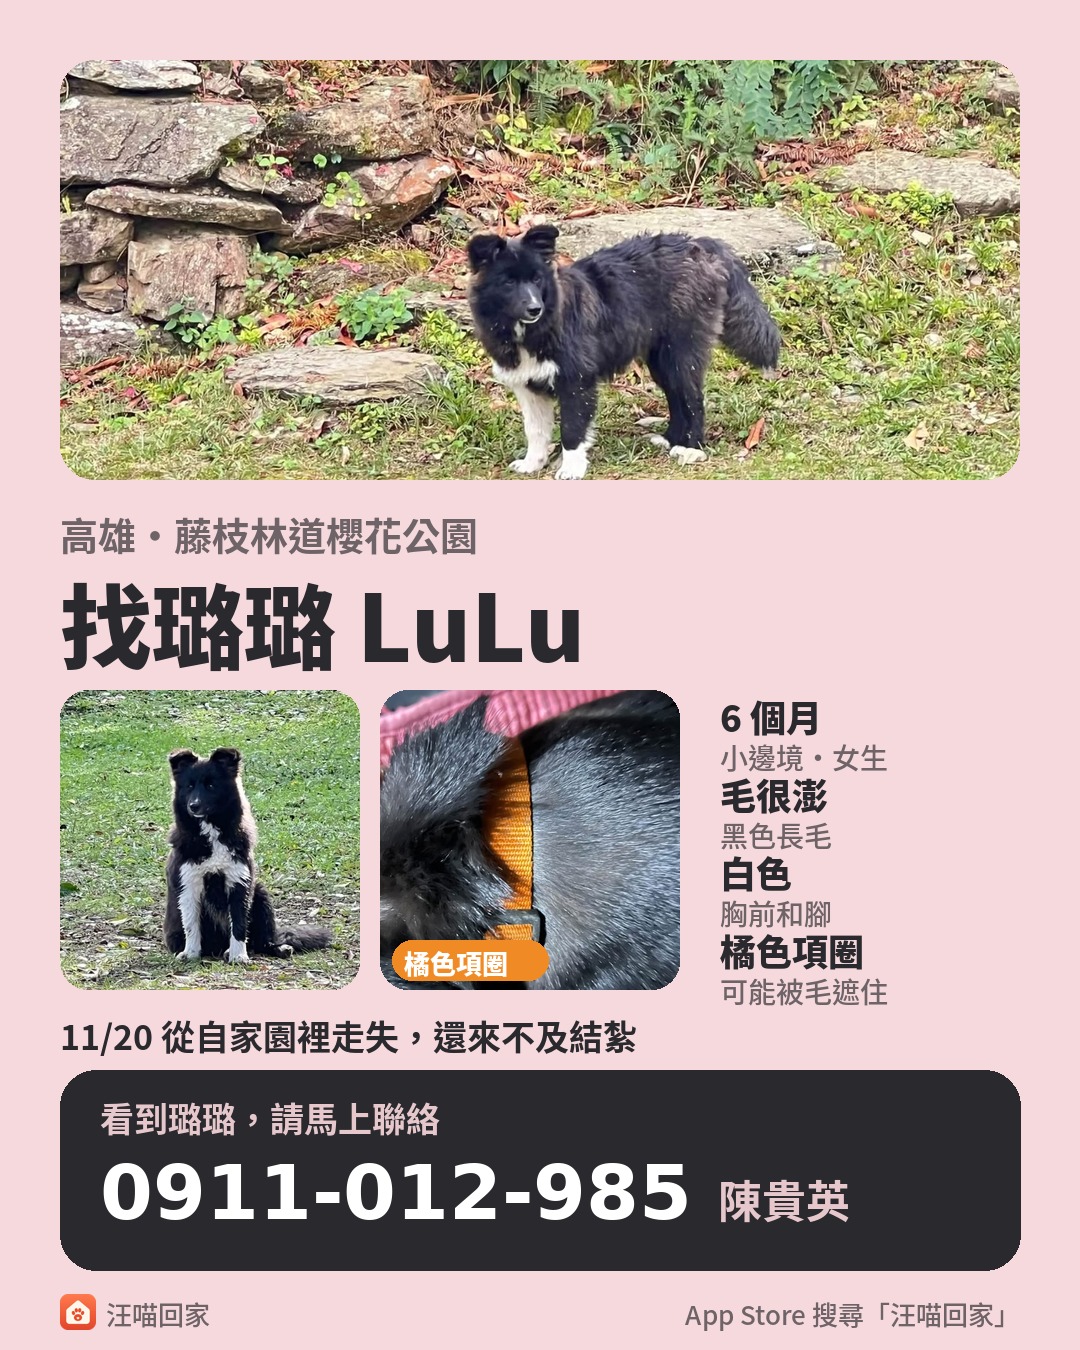 高雄・藤枝林道櫻花公園
找璐璐 LuLu
橘色項圈
6 個月
小邊境・女生
毛很澎
黑色長毛
白色
胸前和腳
橘色項圈
可能被毛遮住
11/20 從自家園裡走失，還來不及結紮
看到璐璐，請馬上聯絡
0911-012-985 陳貴英
汪喵回家
App Store 搜尋「汪喵回家」